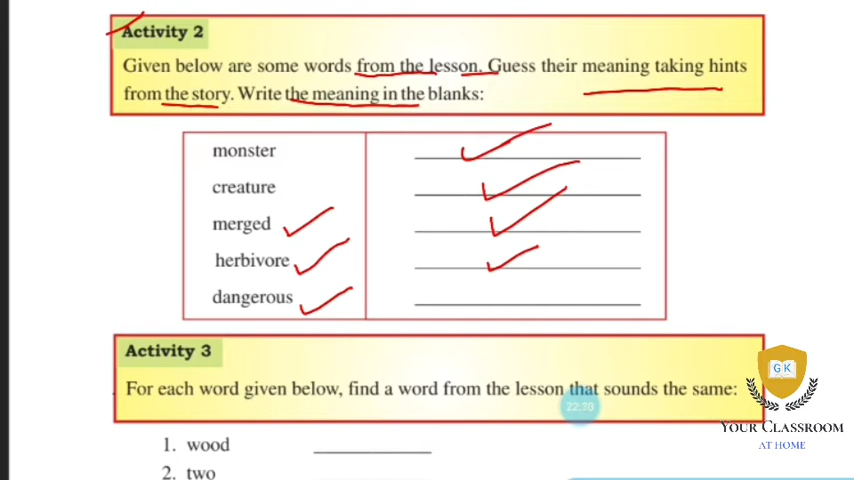 Activity 2
Given below are some words from the lesson. Guess their meaning taking hints
from the story. Write the meaning in the blanks:
monster
creature
merged
herbivore
dangerous
Activity 3
For each word given below, find a word from the lesson that sounds the same:
22:30
GK
YOUR CLASSROOM
AT HOME
1. wood
2. two